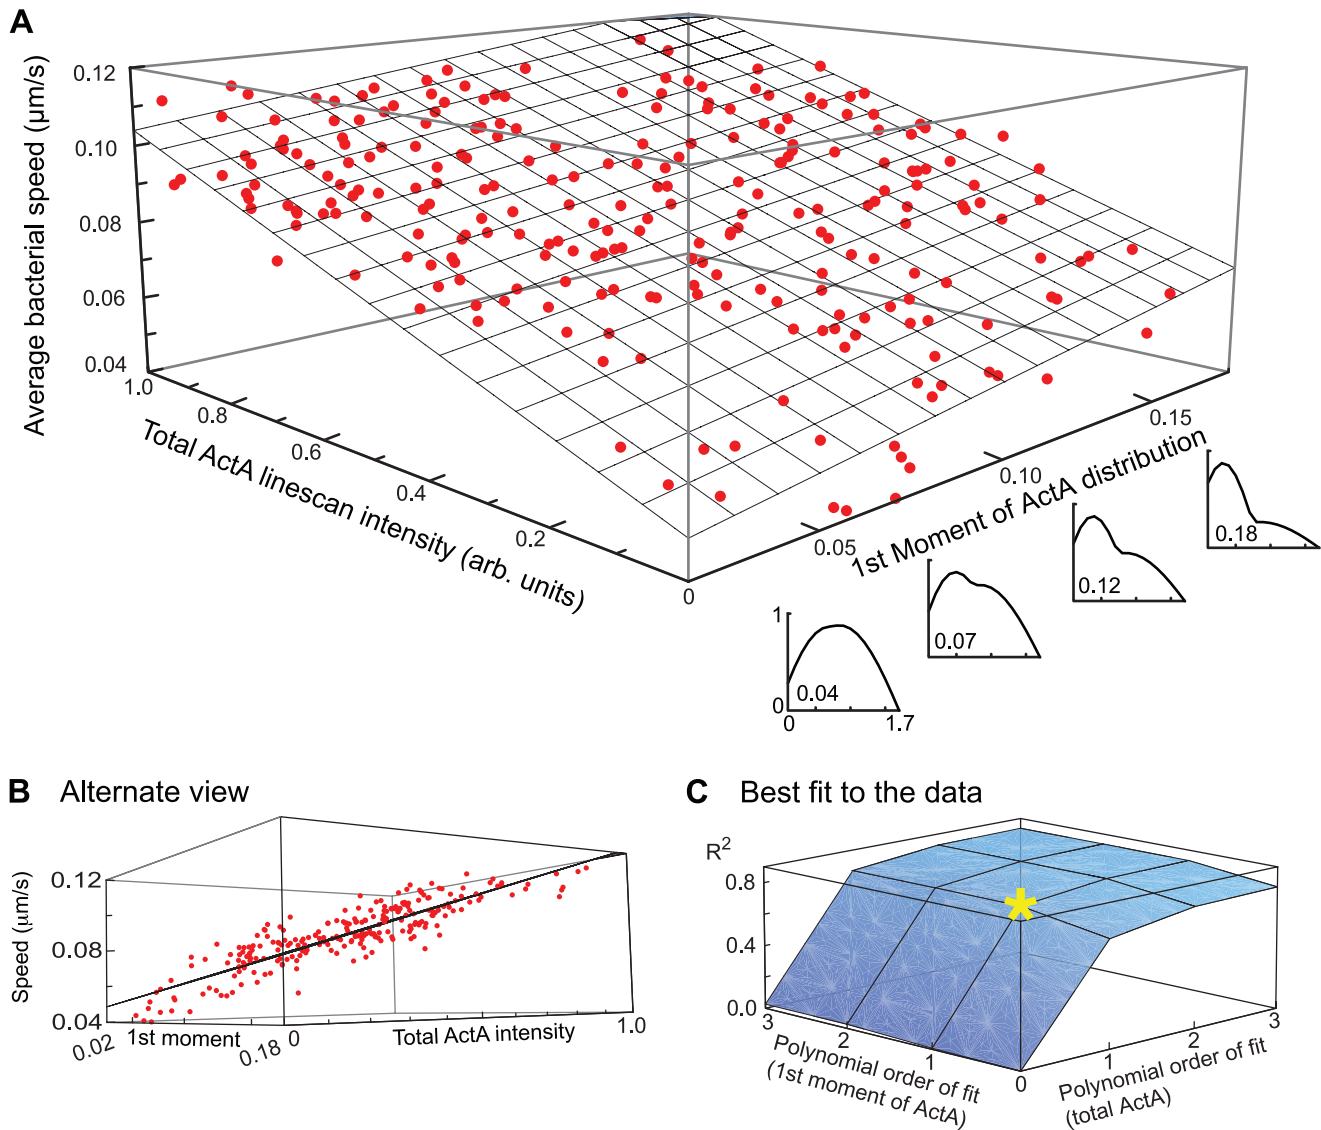 A
0.12
0.10
0.08
0.06
0.04
Average bacterial speed (μm/s)
1.0
0.8
0.6
0.4
0.2
0
Total ActA linescan intensity (arb. units)
0.05
0.10
0.15
1st Moment of ActA distribution
0.18
0.12
0.07
1
0.04
0
0
1.7
B Alternate view
0.12
0.08
0.04
Speed (μm/s)
0.02
1st moment
0.18
0
Total ActA intensity
1.0
C Best fit to the data
R2
0.8
0.4
0.0
3
2
1
0
1
2
3
Polynomial order of fit
(1st moment of ActA)
Polynomial order of fit
(total ActA)